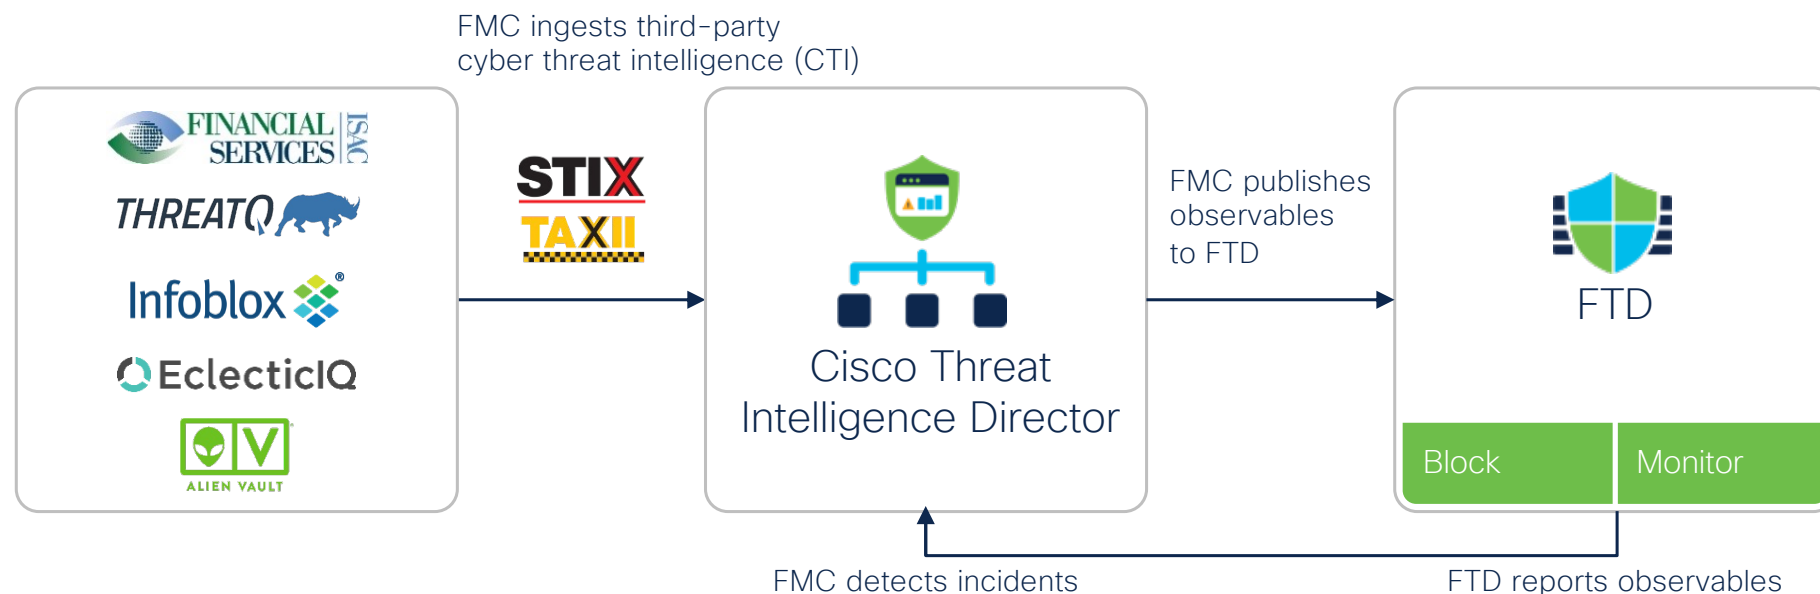 FMC ingests third-party
cyber threat intelligence (CTI)
FINANCIAL
SERVICES
ISAC
THREATQ
Infoblox®
EclecticIQ
ALIEN VAULT
STIX
TAXII
Cisco Threat
Intelligence Director
FMC publishes
observables
to FTD
FTD
Block
Monitor
FMC detects incidents
FTD reports observables